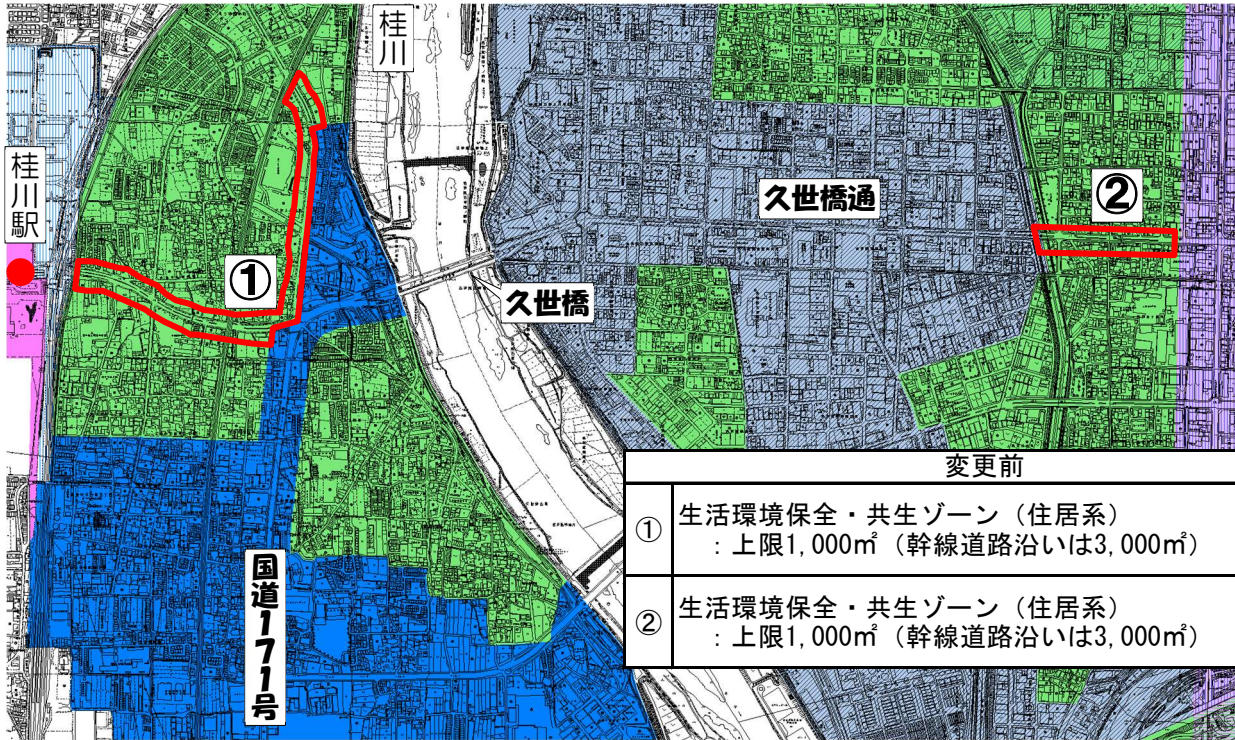 桂川
桂川駅
①
久世橋通
②
久世橋
国道171号
変更前
① 生活環境保全・共生ゾーン（住居系）
：上限1,000㎡（幹線道路沿いは3,000㎡）
② 生活環境保全・共生ゾーン（住居系）
：上限1,000㎡（幹線道路沿いは3,000㎡）